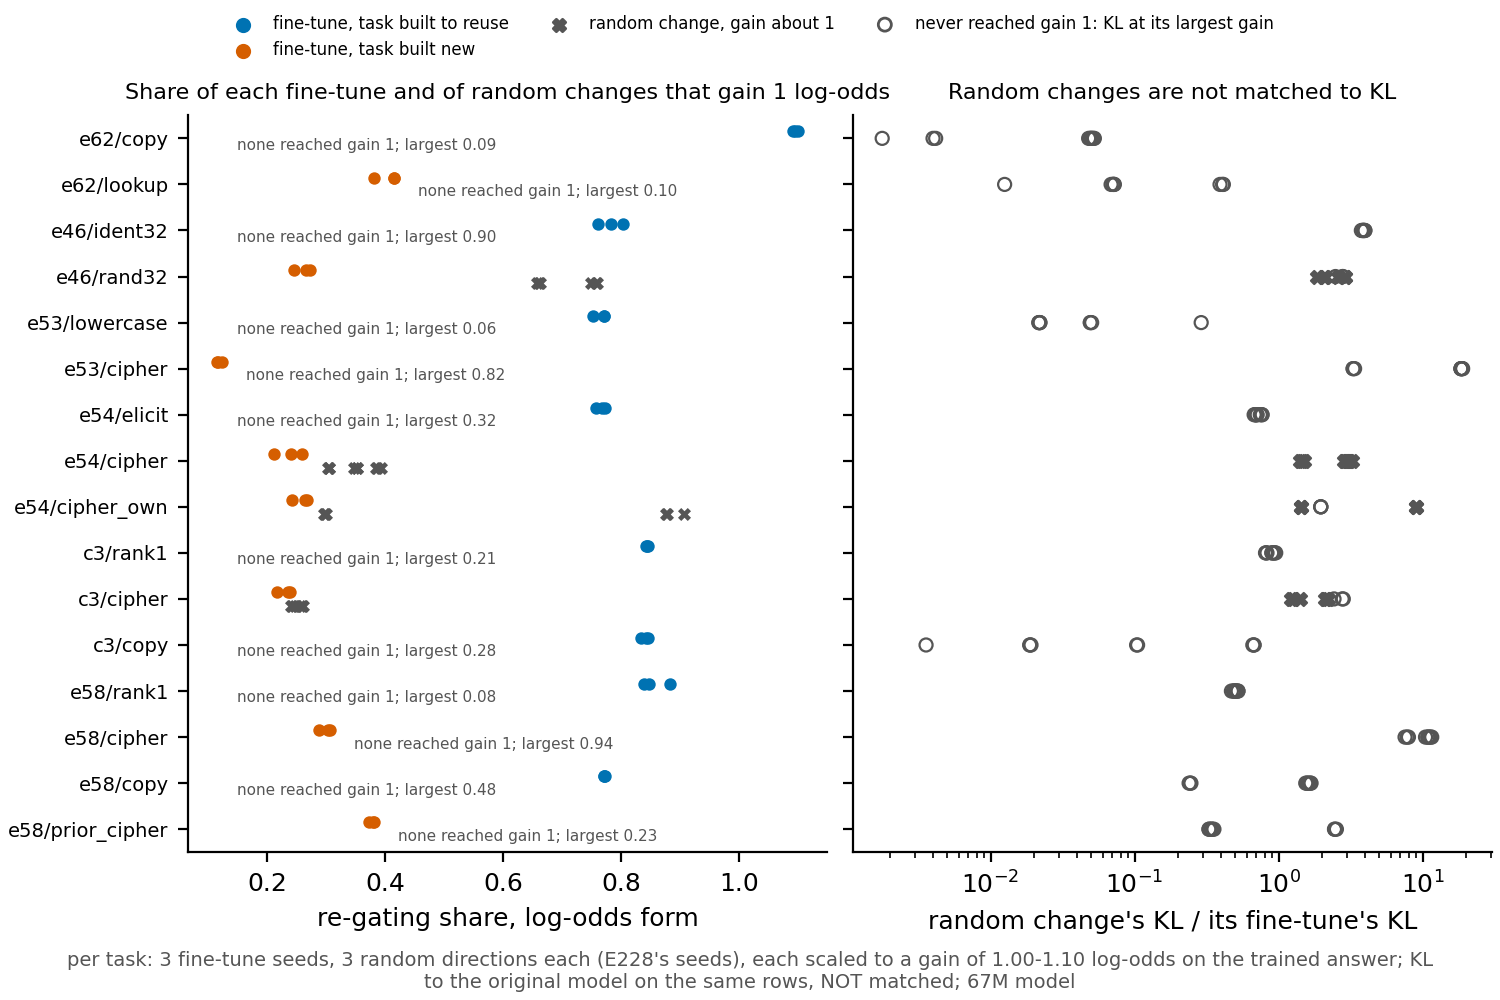 fine-tune, task built to reuse
fine-tune, task built new
random change, gain about 1
never reached gain 1: KL at its largest gain
Share of each fine-tune and of random changes that gain 1 log-odds
Random changes are not matched to KL
e62/copy
none reached gain 1; largest 0.09
e62/lookup
none reached gain 1; largest 0.10
e46/ident32
none reached gain 1; largest 0.90
e46/rand32
e53/lowercase
none reached gain 1; largest 0.06
e53/cipher
none reached gain 1; largest 0.82
e54/elicit
none reached gain 1; largest 0.32
e54/cipher
e54/cipher_own
c3/rank1
none reached gain 1; largest 0.21
c3/cipher
c3/copy
none reached gain 1; largest 0.28
e58/rank1
none reached gain 1; largest 0.08
e58/cipher
none reached gain 1; largest 0.94
e58/copy
none reached gain 1; largest 0.48
e58/prior_cipher
none reached gain 1; largest 0.23
0.2 0.4 0.6 0.8 1.0
re-gating share, log-odds form
10⁻² 10⁻¹ 10⁰ 10¹
random change's KL / its fine-tune's KL
per task: 3 fine-tune seeds, 3 random directions each (E228's seeds), each scaled to a gain of 1.00-1.10 log-odds on the trained answer; KL
to the original model on the same rows, NOT matched; 67M model